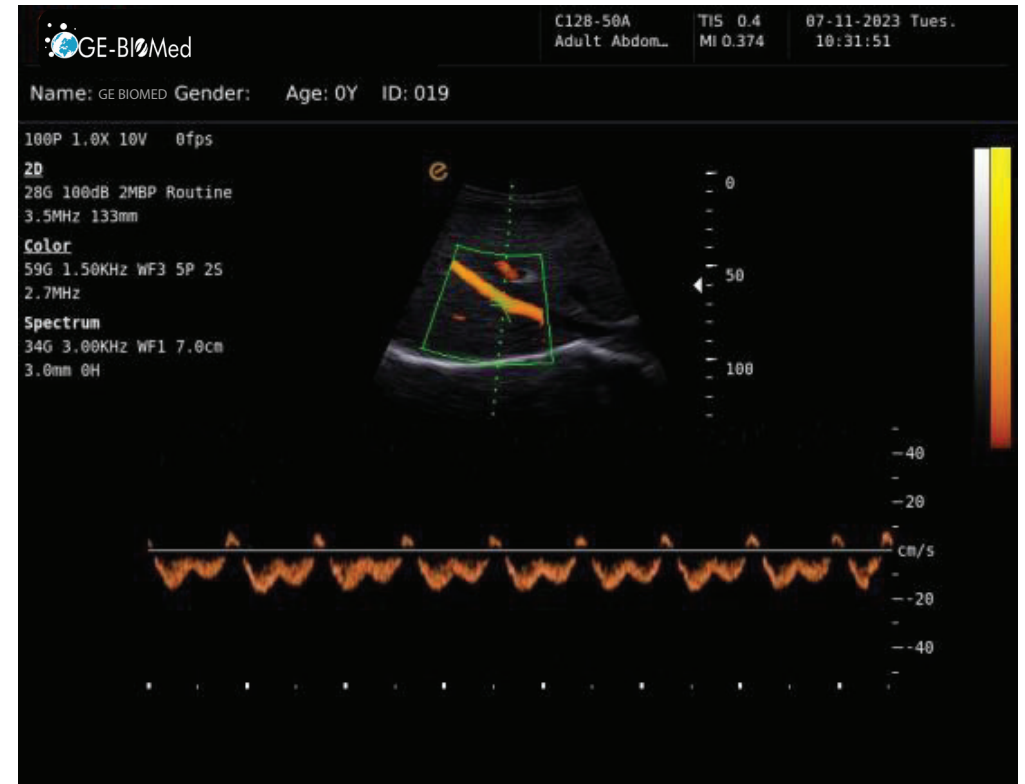 GE-BIOMed
C128-50A TIS 0.4 07-11-2023 Tues.
Adult Abdom… MI 0.374 10:31:51
Name: GE BIOMED Gender: Age: 0Y ID: 019
100P 1.0X 10V 0fps
2D
28G 100dB 2MBP Routine
3.5MHz 133mm
Color
59G 1.50KHz WF3 5P 2S
2.7MHz
Spectrum
34G 3.00KHz WF1 7.0cm
3.0mm 0H
e
0
50
100
40
20
cm/s
-20
-40